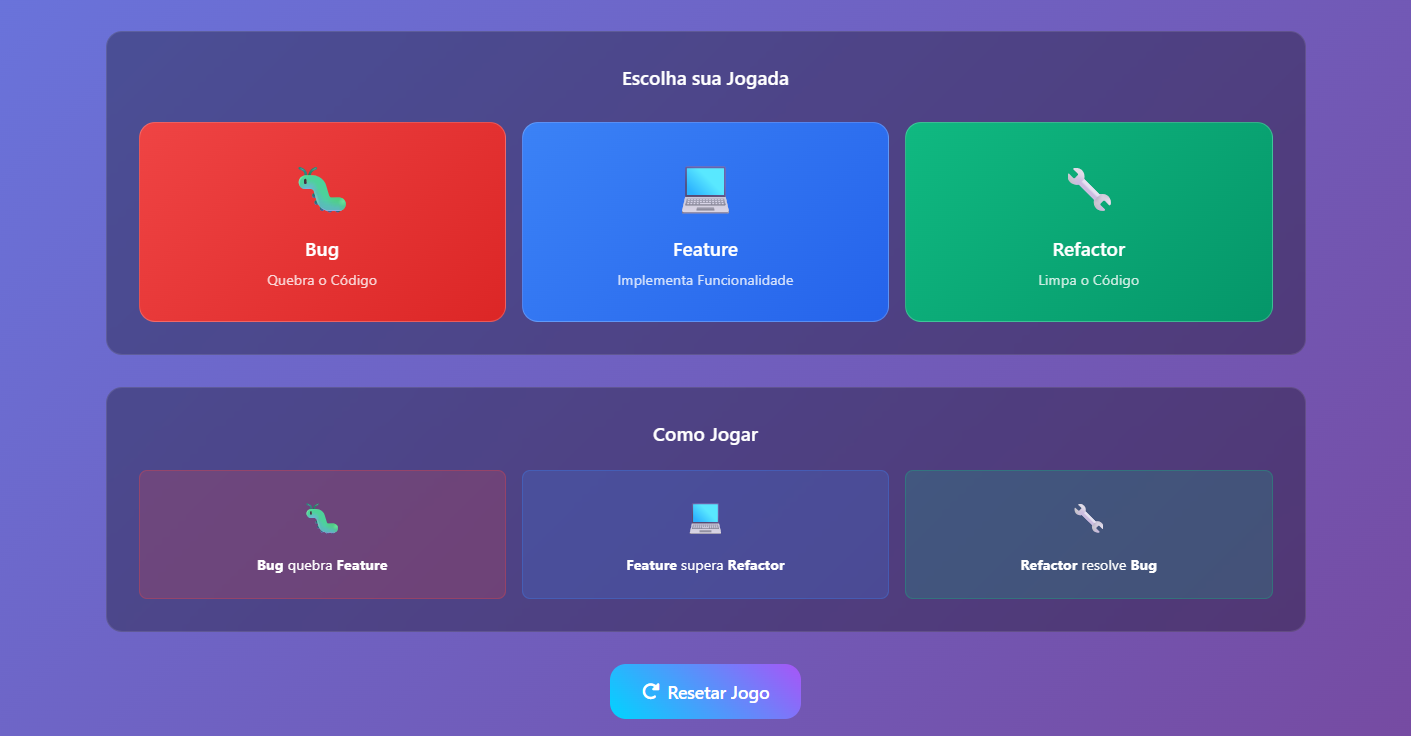 Escolha sua Jogada
Bug
Quebra o Código
Feature
Implementa Funcionalidade
Refactor
Limpa o Código
Como Jogar
Bug quebra Feature
Feature supera Refactor
Refactor resolve Bug
Resetar Jogo